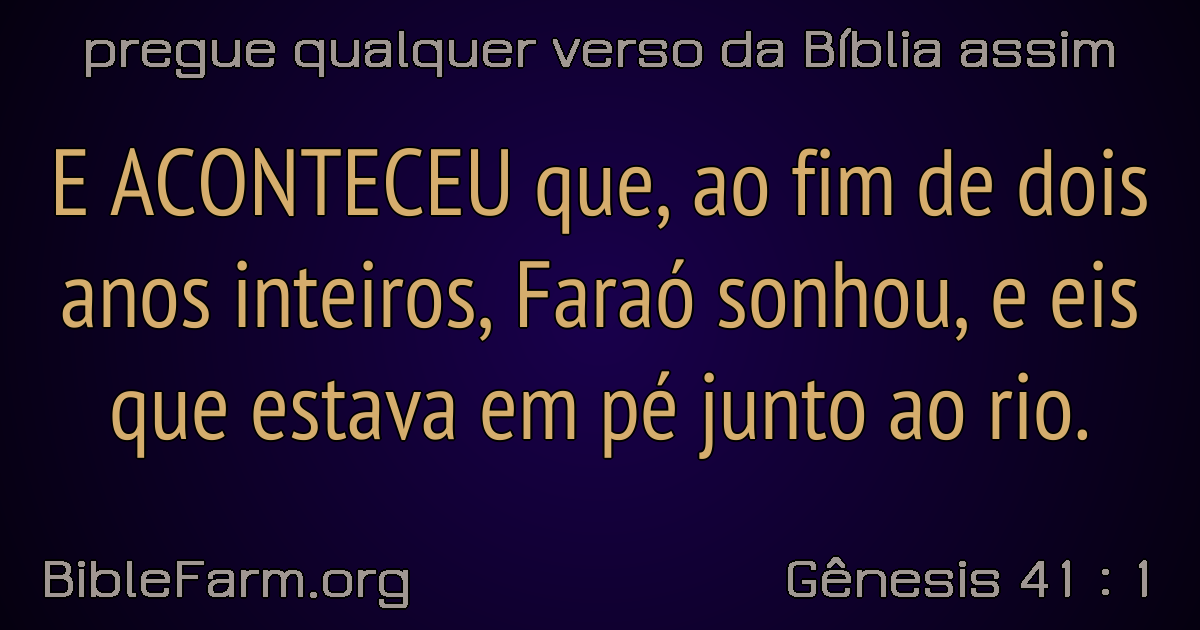 pregue qualquer verso da Bíblia assim
E ACONTECEU que, ao fim de dois
anos inteiros, Faraó sonhou, e eis
que estava em pé junto ao rio.
BibleFarm.org
Gênesis 41 : 1